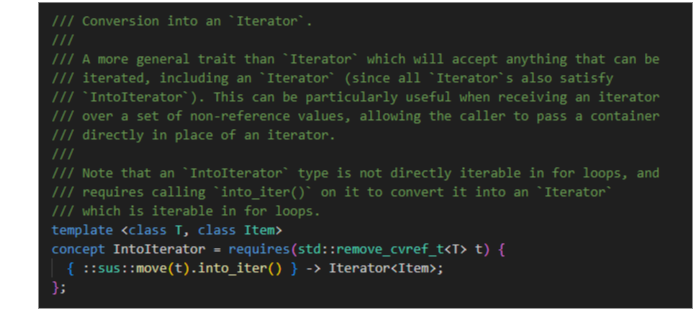 /// Conversion into an `Iterator`.
///
/// A more general trait than `Iterator` which will accept anything that can be
/// iterated, including an `Iterator` (since all `Iterator`s also satisfy
/// `IntoIterator`). This can be particularly useful when receiving an iterator
/// over a set of non-reference values, allowing the caller to pass a container
/// directly in place of an iterator.
///
/// Note that an `IntoIterator` type is not directly iterable in for loops, and
/// requires calling `into_iter()` on it to convert it into an `Iterator`
/// which is iterable in for loops.
template <class T, class Item>
concept IntoIterator = requires(std::remove_cvref_t<T> t) {
  { ::sus::move(t).into_iter() } -> Iterator<Item>;
};